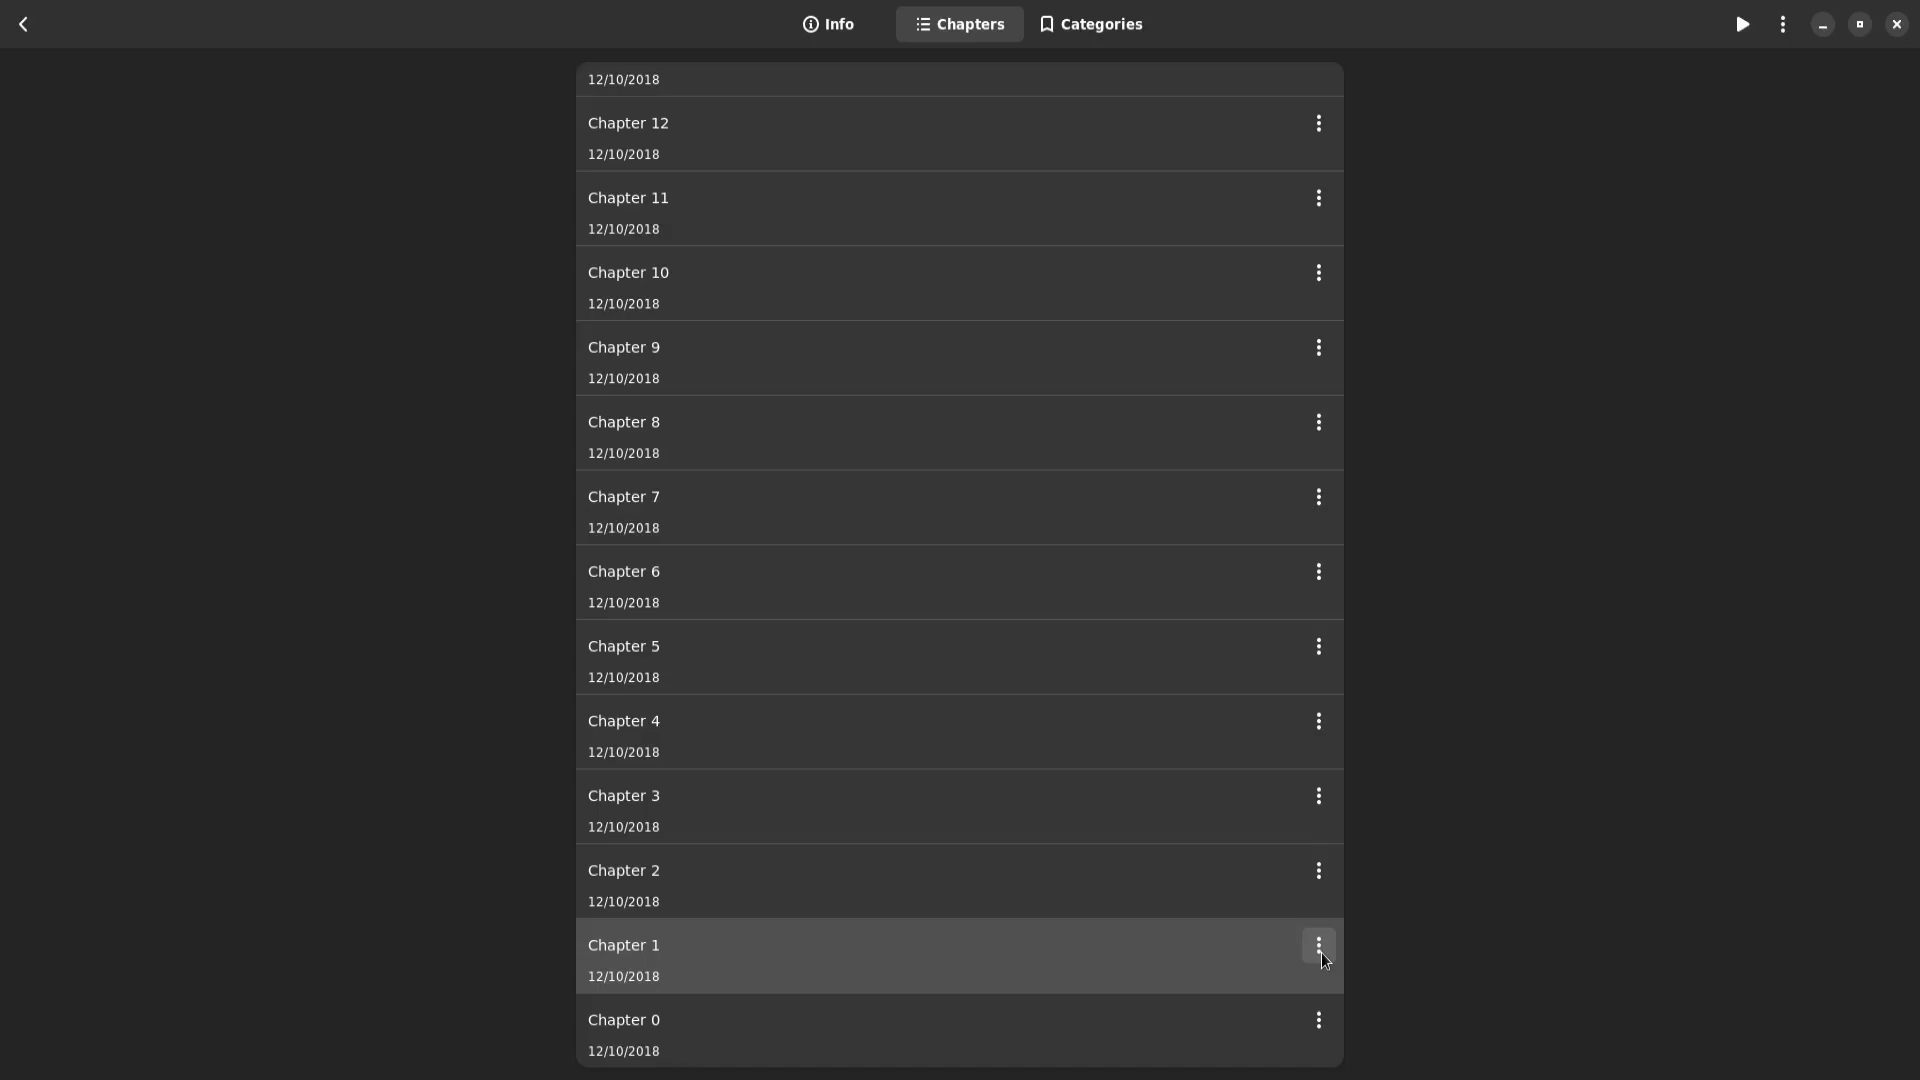 Info
Chapters
Categories
12/10/2018
Chapter 12
12/10/2018
Chapter 11
12/10/2018
Chapter 10
12/10/2018
Chapter 9
12/10/2018
Chapter 8
12/10/2018
Chapter 7
12/10/2018
Chapter 6
12/10/2018
Chapter 5
12/10/2018
Chapter 4
12/10/2018
Chapter 3
12/10/2018
Chapter 2
12/10/2018
Chapter 1
12/10/2018
Chapter 0
12/10/2018